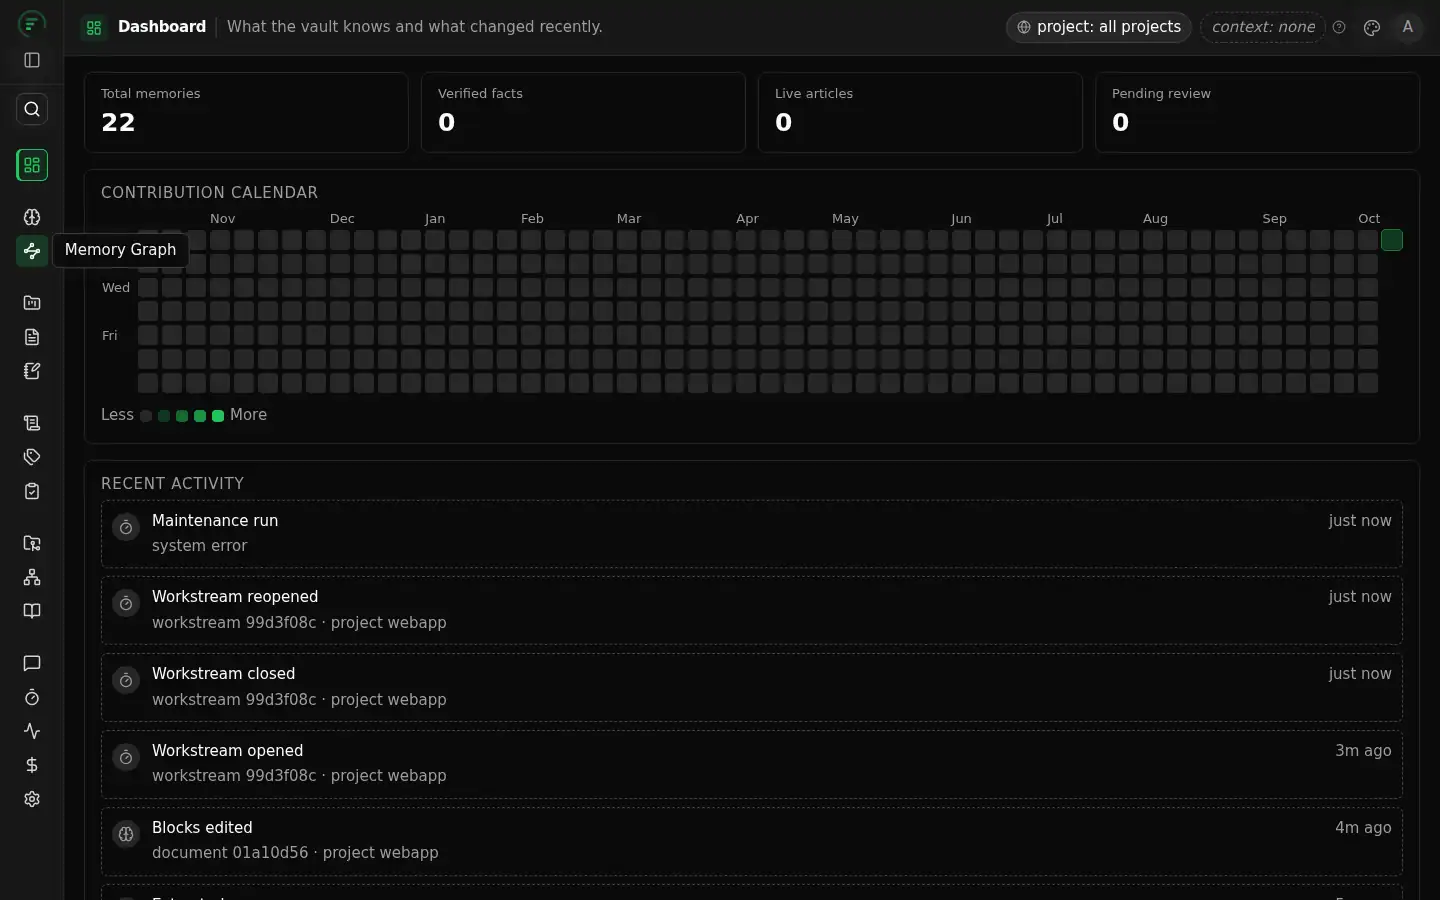 Dashboard
What the vault knows and what changed recently.
project: all projects
context: none
A
Total memories
22
Verified facts
0
Live articles
0
Pending review
0
CONTRIBUTION CALENDAR
Nov Dec Jan Feb Mar Apr May Jun Jul Aug Sep Oct
Memory Graph
Wed
Fri
Less
More
RECENT ACTIVITY
Maintenance run
just now
system error
Workstream reopened
just now
workstream 99d3f08c · project webapp
Workstream closed
just now
workstream 99d3f08c · project webapp
Workstream opened
3m ago
workstream 99d3f08c · project webapp
Blocks edited
4m ago
document 01a10d56 · project webapp